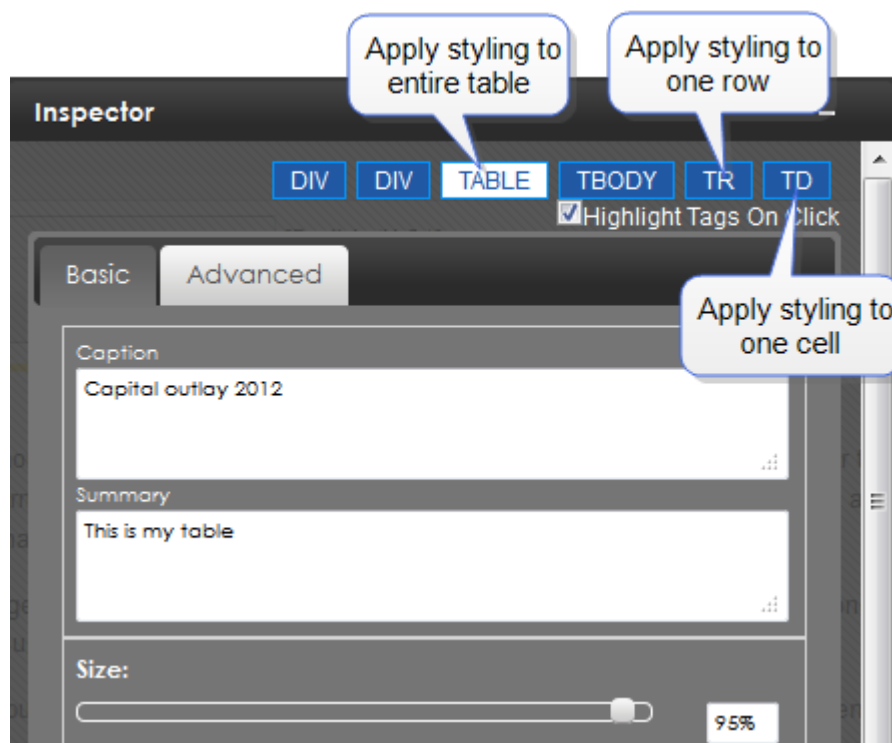 Apply styling to
entire table
Apply styling to
one row
Inspector
DIV DIV TABLE TBODY TR TD
Highlight Tags On Click
Basic Advanced
Apply styling to
one cell
Caption
Capital outlay 2012
Summary
This is my table
Size:
95%